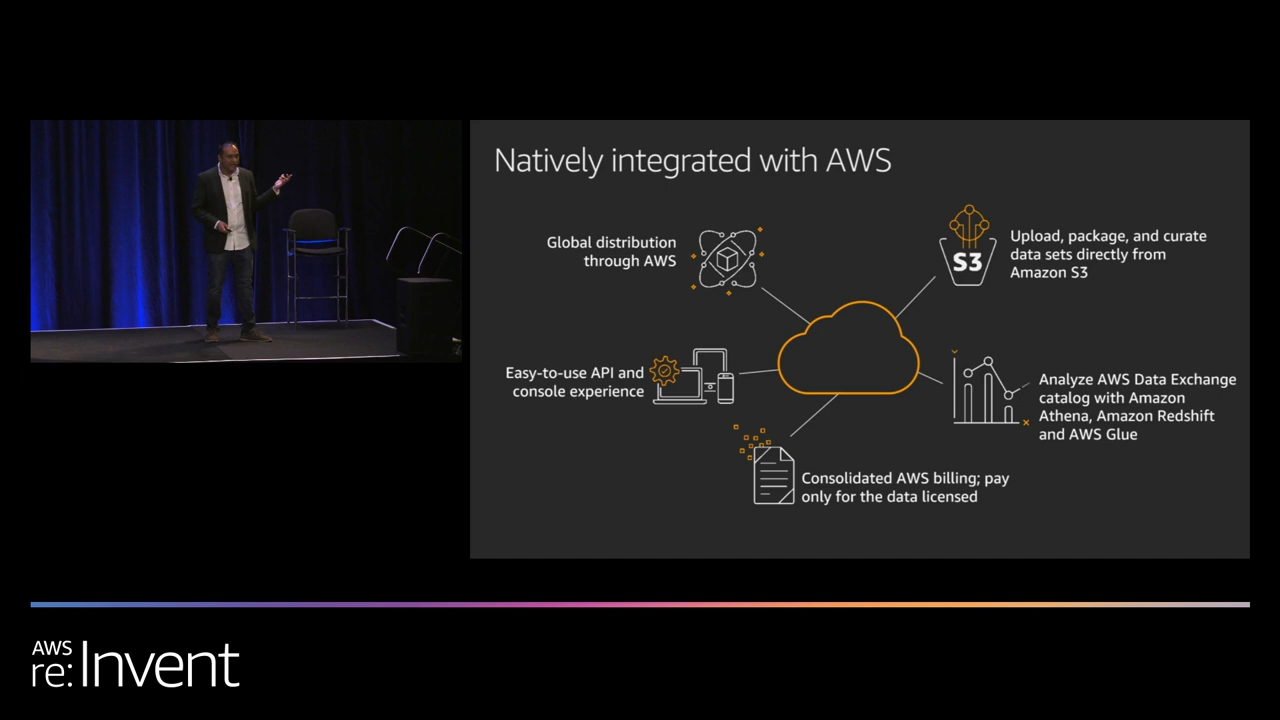 Natively integrated with AWS
Global distribution
through AWS
S3
Upload, package, and curate
data sets directly from
Amazon S3
Easy-to-use API and
console experience
Analyze AWS Data Exchange
catalog with Amazon
Athena, Amazon Redshift
and AWS Glue
Consolidated AWS billing; pay
only for the data licensed
AWS
re:Invent